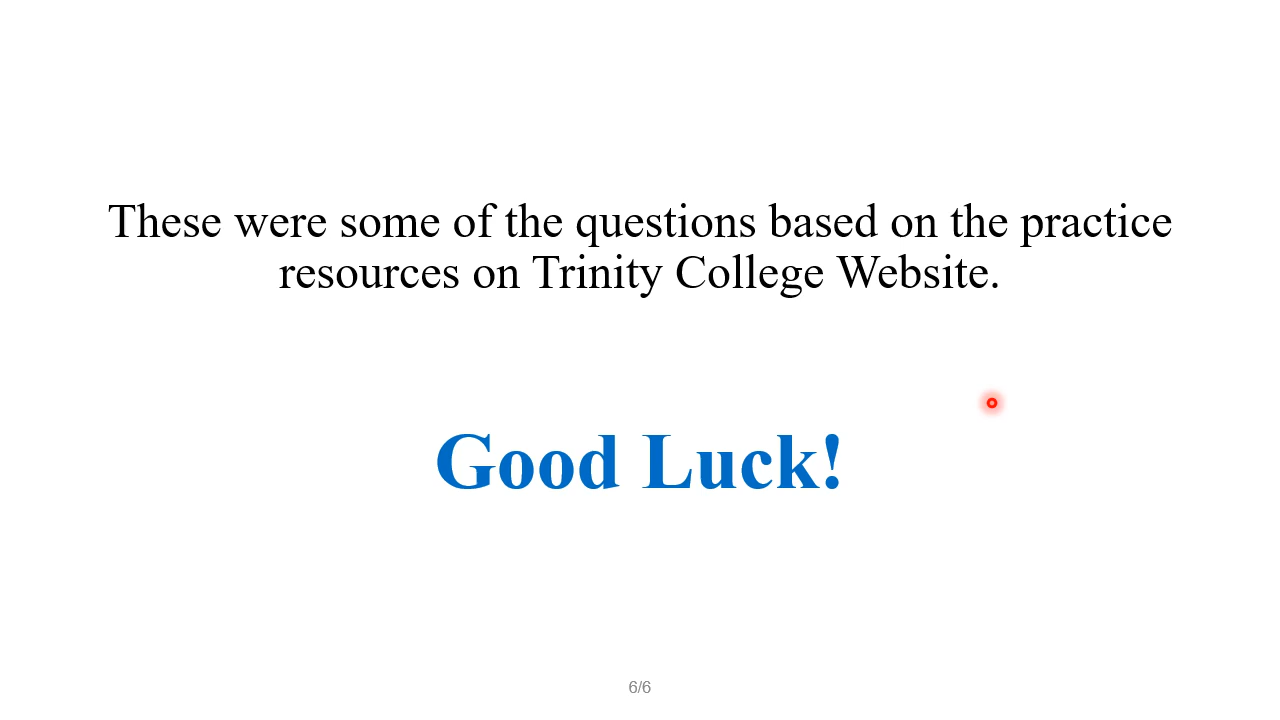 These were some of the questions based on the practice
resources on Trinity College Website.
Good Luck!
6/6